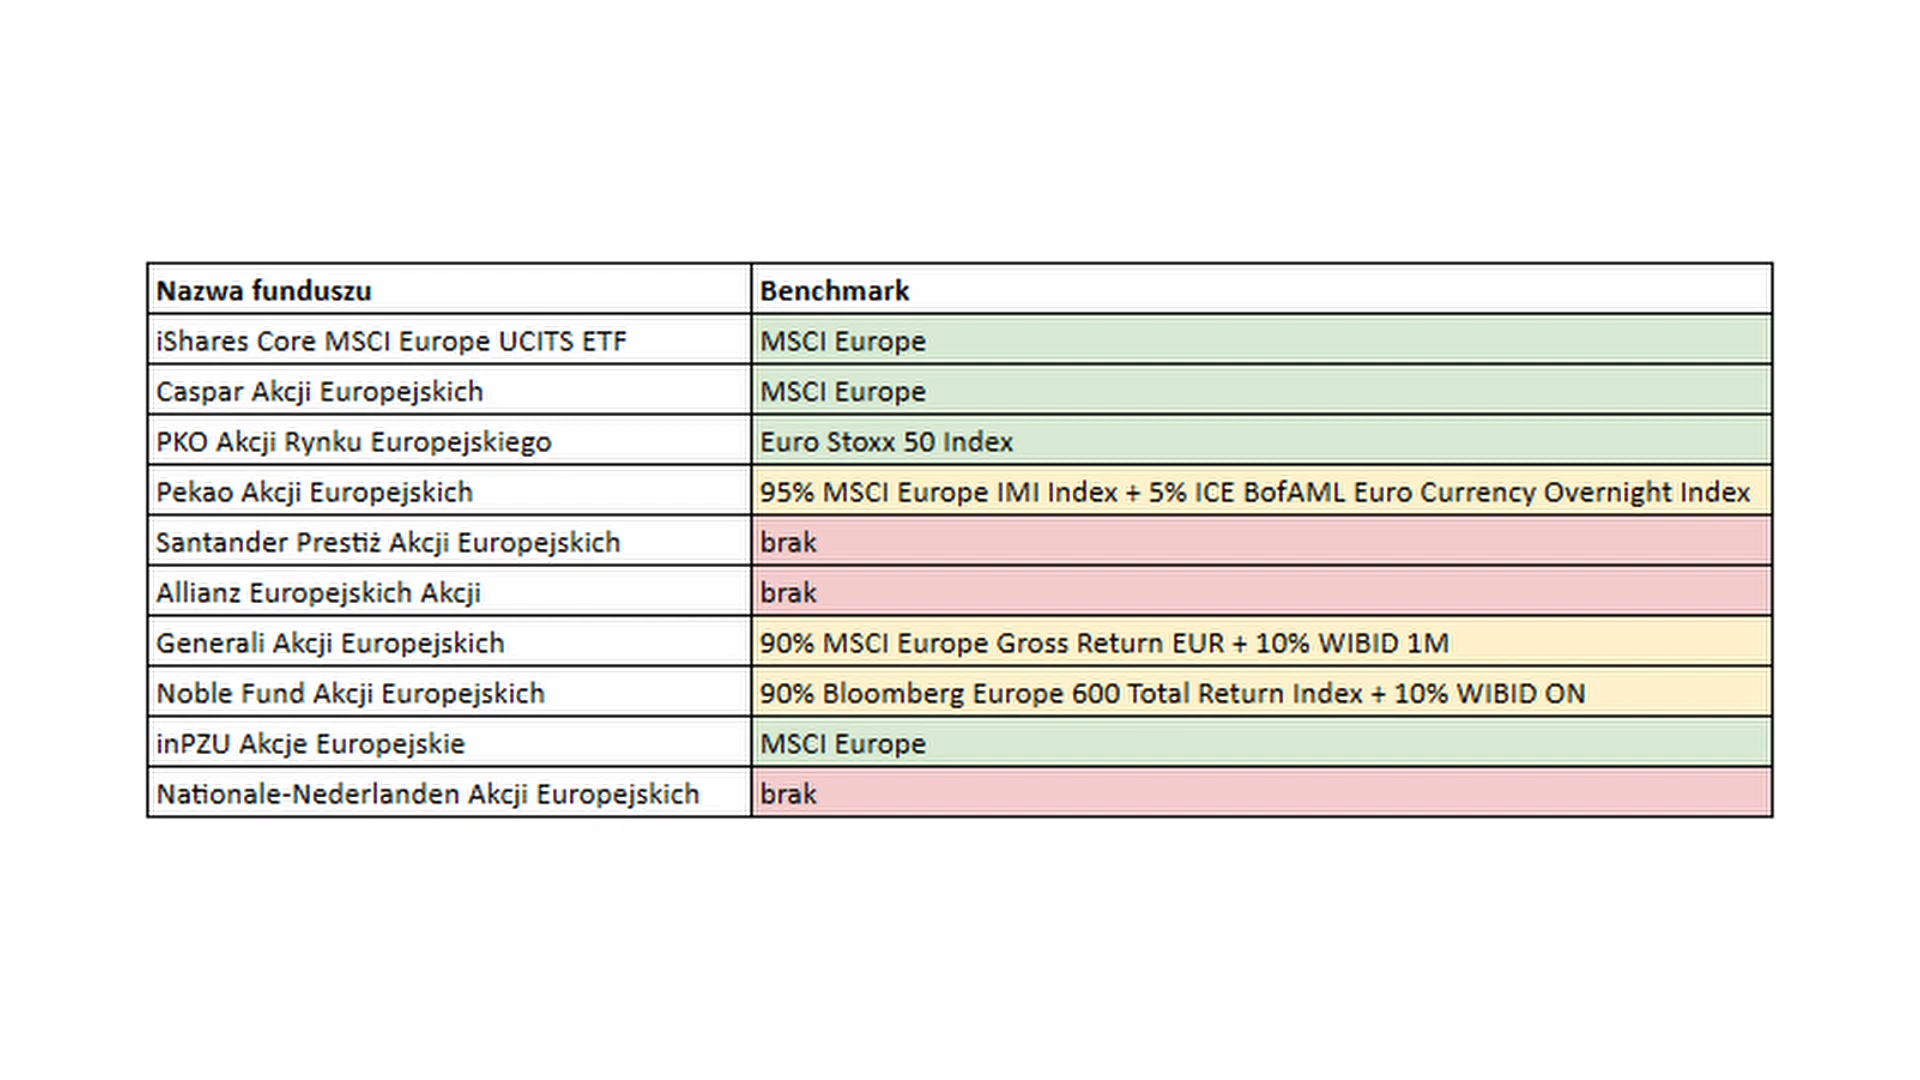 Nazwa funduszu Benchmark
iShares Core MSCI Europe UCITS ETF MSCI Europe
Caspar Akcji Europejskich MSCI Europe
PKO Akcji Rynku Europejskiego Euro Stoxx 50 Index
Pekao Akcji Europejskich 95% MSCI Europe IMI Index + 5% ICE BofAML Euro Currency Overnight Index
Santander Prestiż Akcji Europejskich brak
Allianz Europejskich Akcji brak
Generali Akcji Europejskich 90% MSCI Europe Gross Return EUR + 10% WIBID 1M
Noble Fund Akcji Europejskich 90% Bloomberg Europe 600 Total Return Index + 10% WIBID ON
inPZU Akcje Europejskie MSCI Europe
Nationale-Nederlanden Akcji Europejskich brak